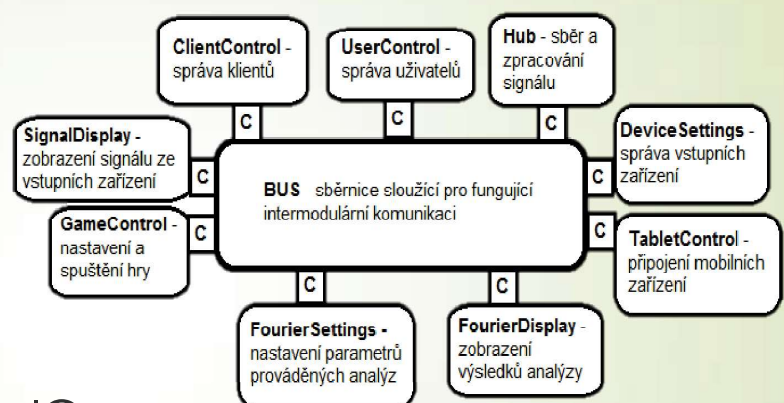 ClientControl -
správa klientů
UserControl -
správa uživatelů
Hub - sběr a
zpracování
signálu
C
C
C
SignalDisplay -
zobrazení signálu ze
vstupních zařízení
C
DeviceSettings -
správa vstupních
zařízení
C
BUS sběrnice sloužící pro fungující
intermodulární komunikaci
GameControl -
nastavení a
spuštění hry
C
TabletControl -
připojení mobilních
zařízení
C
C
C
FourierSettings -
nastavení parametrů
prováděných analýz
FourierDisplay -
zobrazení
výsledků analýzy